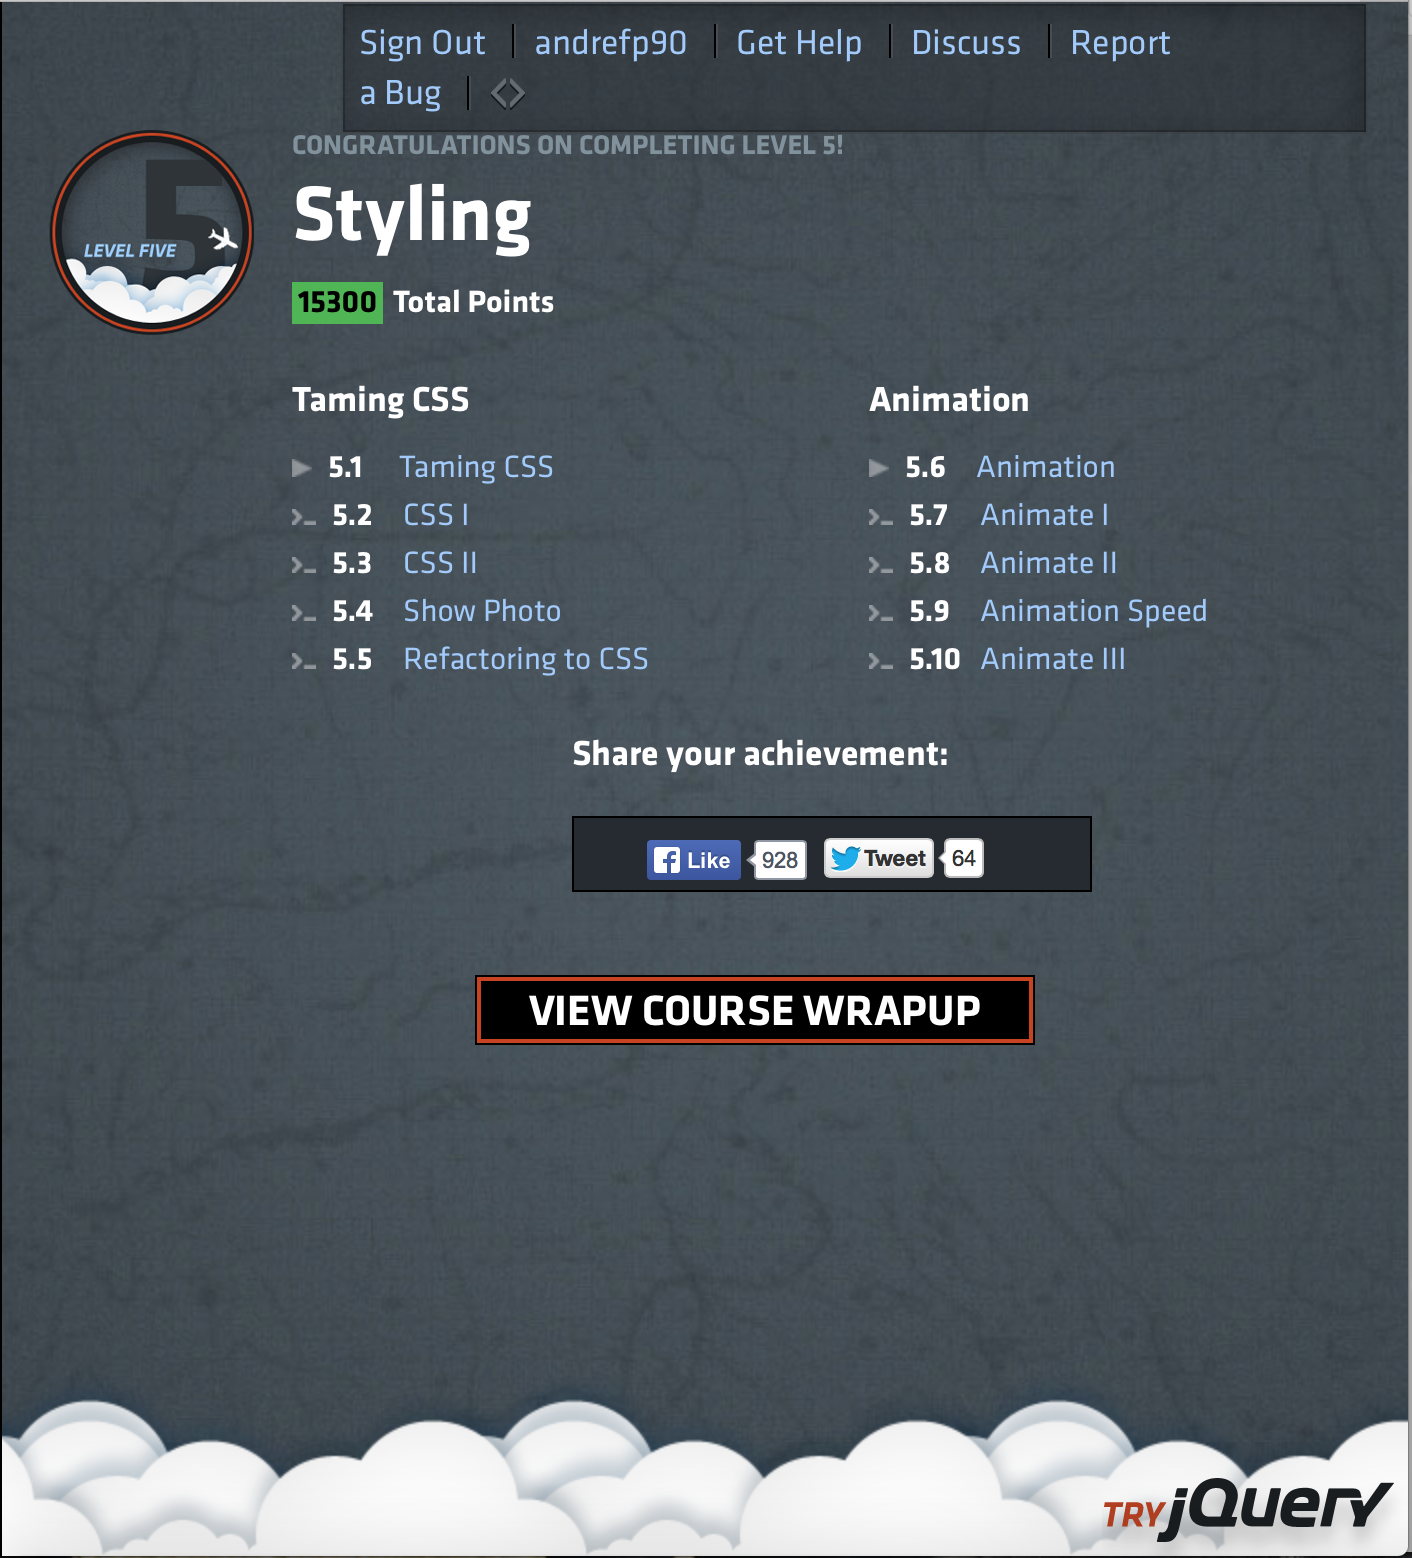 Sign Out andrefp90 Get Help Discuss Report
a Bug
CONGRATULATIONS ON COMPLETING LEVEL 5!
5
LEVEL FIVE
Styling
15300 Total Points
Taming CSS
5.1 Taming CSS
5.2 CSS I
5.3 CSS II
5.4 Show Photo
5.5 Refactoring to CSS
Animation
5.6 Animation
5.7 Animate I
5.8 Animate II
5.9 Animation Speed
5.10 Animate III
Share your achievement:
Like 928 Tweet 64
VIEW COURSE WRAPUP
TRY jQuery